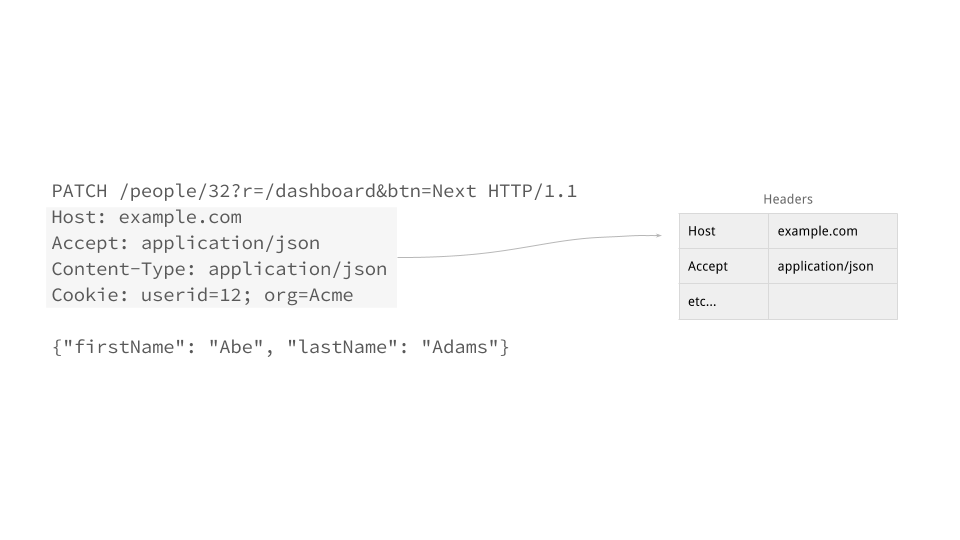 PATCH /people/32?r=/dashboard&btn=Next HTTP/1.1
Host: example.com
Accept: application/json
Content-Type: application/json
Cookie: userid=12; org=Acme
{"firstName": "Abe", "lastName": "Adams"}
Headers
Host example.com
Accept application/json
etc...